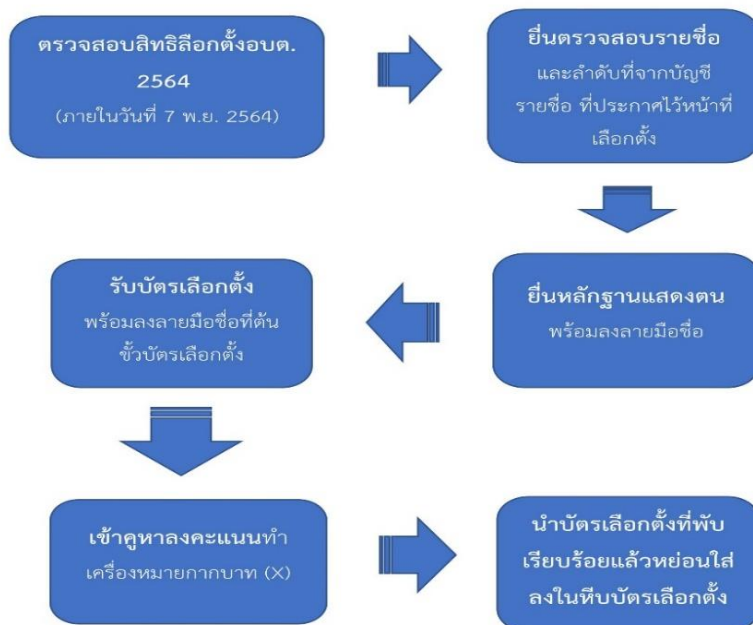 ตรวจสอบสิทธิลือกตั้งอบต.
2564
(ภายในวันที่ 7 พ.ย. 2564)
ยื่นตรวจสอบรายชื่อ
และลำดับที่จากบัญชี
รายชื่อ ที่ประกาศไว้หน้าที่
เลือกตั้ง
ยื่นหลักฐานแสดงตน
พร้อมลงลายมือชื่อ
รับบัตรเลือกตั้ง
พร้อมลงลายมือชื่อที่ต้น
ขั้วบัตรเลือกตั้ง
เข้าคูหาลงคะแนนทำ
เครื่องหมายกากบาท (X)
นำบัตรเลือกตั้งที่พับ
เรียบร้อยแล้วหย่อนใส่
ลงในหีบบัตรเลือกตั้ง